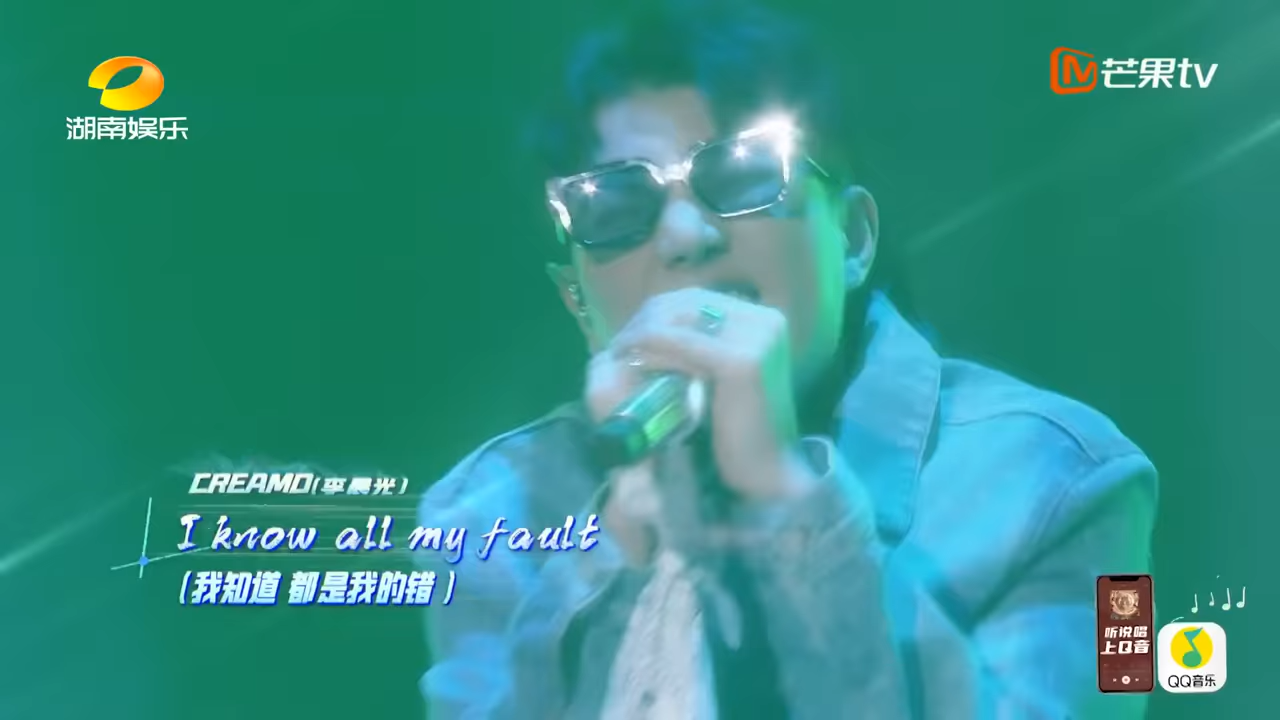 湖南娱乐
芒果tv
CREAMO(李晨光)
I know all my fault
(我知道 都是我的错)
听说唱
上Q音
QQ音乐